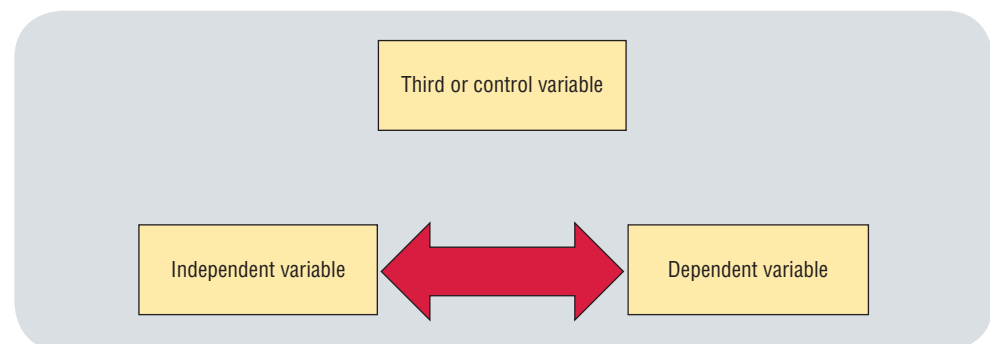 Third or control variable
Independent variable
Dependent variable